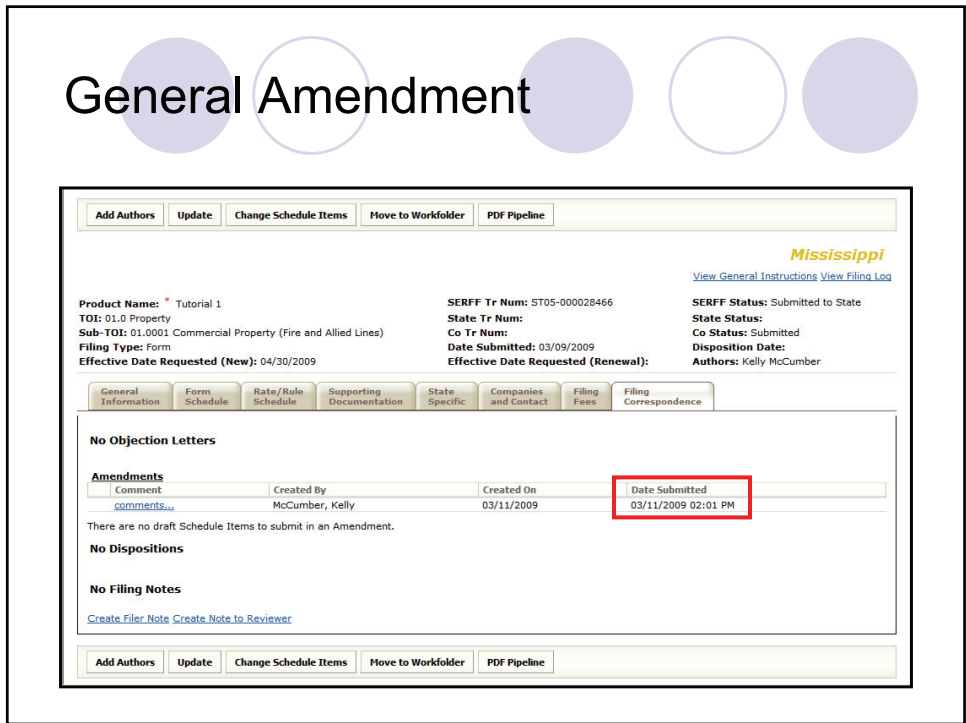 General Amendment
Add Authors Update Change Schedule Items Move to Workfolder PDF Pipeline
Mississippi
View General Instructions View Filing Log
Product Name: * Tutorial 1 SERFF Tr Num: ST05-000028466 SERFF Status: Submitted to State
TOI: 01.0 Property State Tr Num: State Status:
Sub-TOI: 01.0001 Commercial Property (Fire and Allied Lines) Co Tr Num: Co Status: Submitted
Filing Type: Form Date Submitted: 03/09/2009 Disposition Date:
Effective Date Requested (New): 04/30/2009 Effective Date Requested (Renewal): Authors: Kelly McCumber
General Form Rate/Rule Supporting State Companies Filing Filing
Information Schedule Schedule Documentation Specific and Contact Fees Correspondence
No Objection Letters
Amendments
Comment Created By Created On Date Submitted
comments... McCumber, Kelly 03/11/2009 03/11/2009 02:01 PM
There are no draft Schedule Items to submit in an Amendment.
No Dispositions
No Filing Notes
Create Filer Note Create Note to Reviewer
Add Authors Update Change Schedule Items Move to Workfolder PDF Pipeline